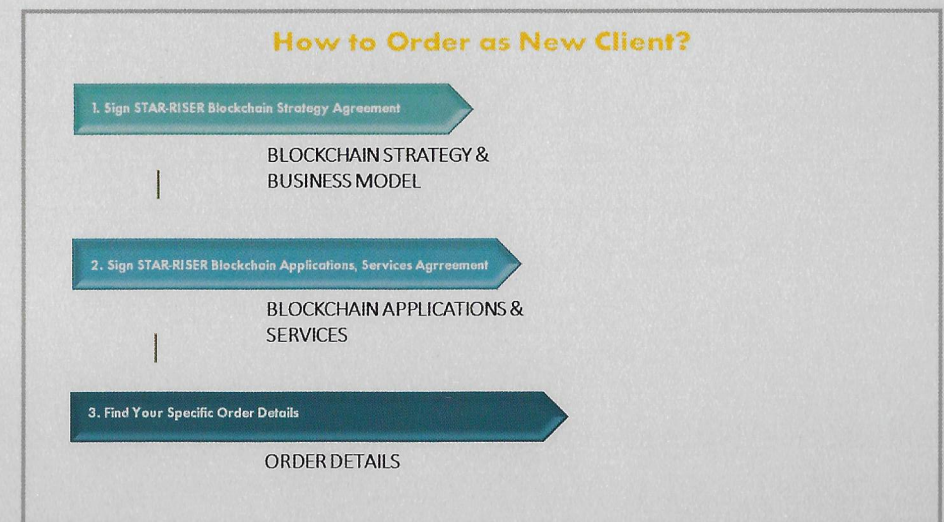 How to Order as New Client?
1. Sign STAR-RISER Blockchain Strategy Agreement
BLOCKCHAIN STRATEGY &
BUSINESS MODEL
2. Sign STAR-RISER Blockchain Applications, Services Agrreement
BLOCKCHAIN APPLICATIONS &
SERVICES
3. Find Your Specific Order Details
ORDER DETAILS